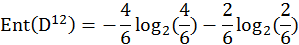 Ent(D¹²) = −4/6 log₂(4/6) − 2/6 log₂(2/6)